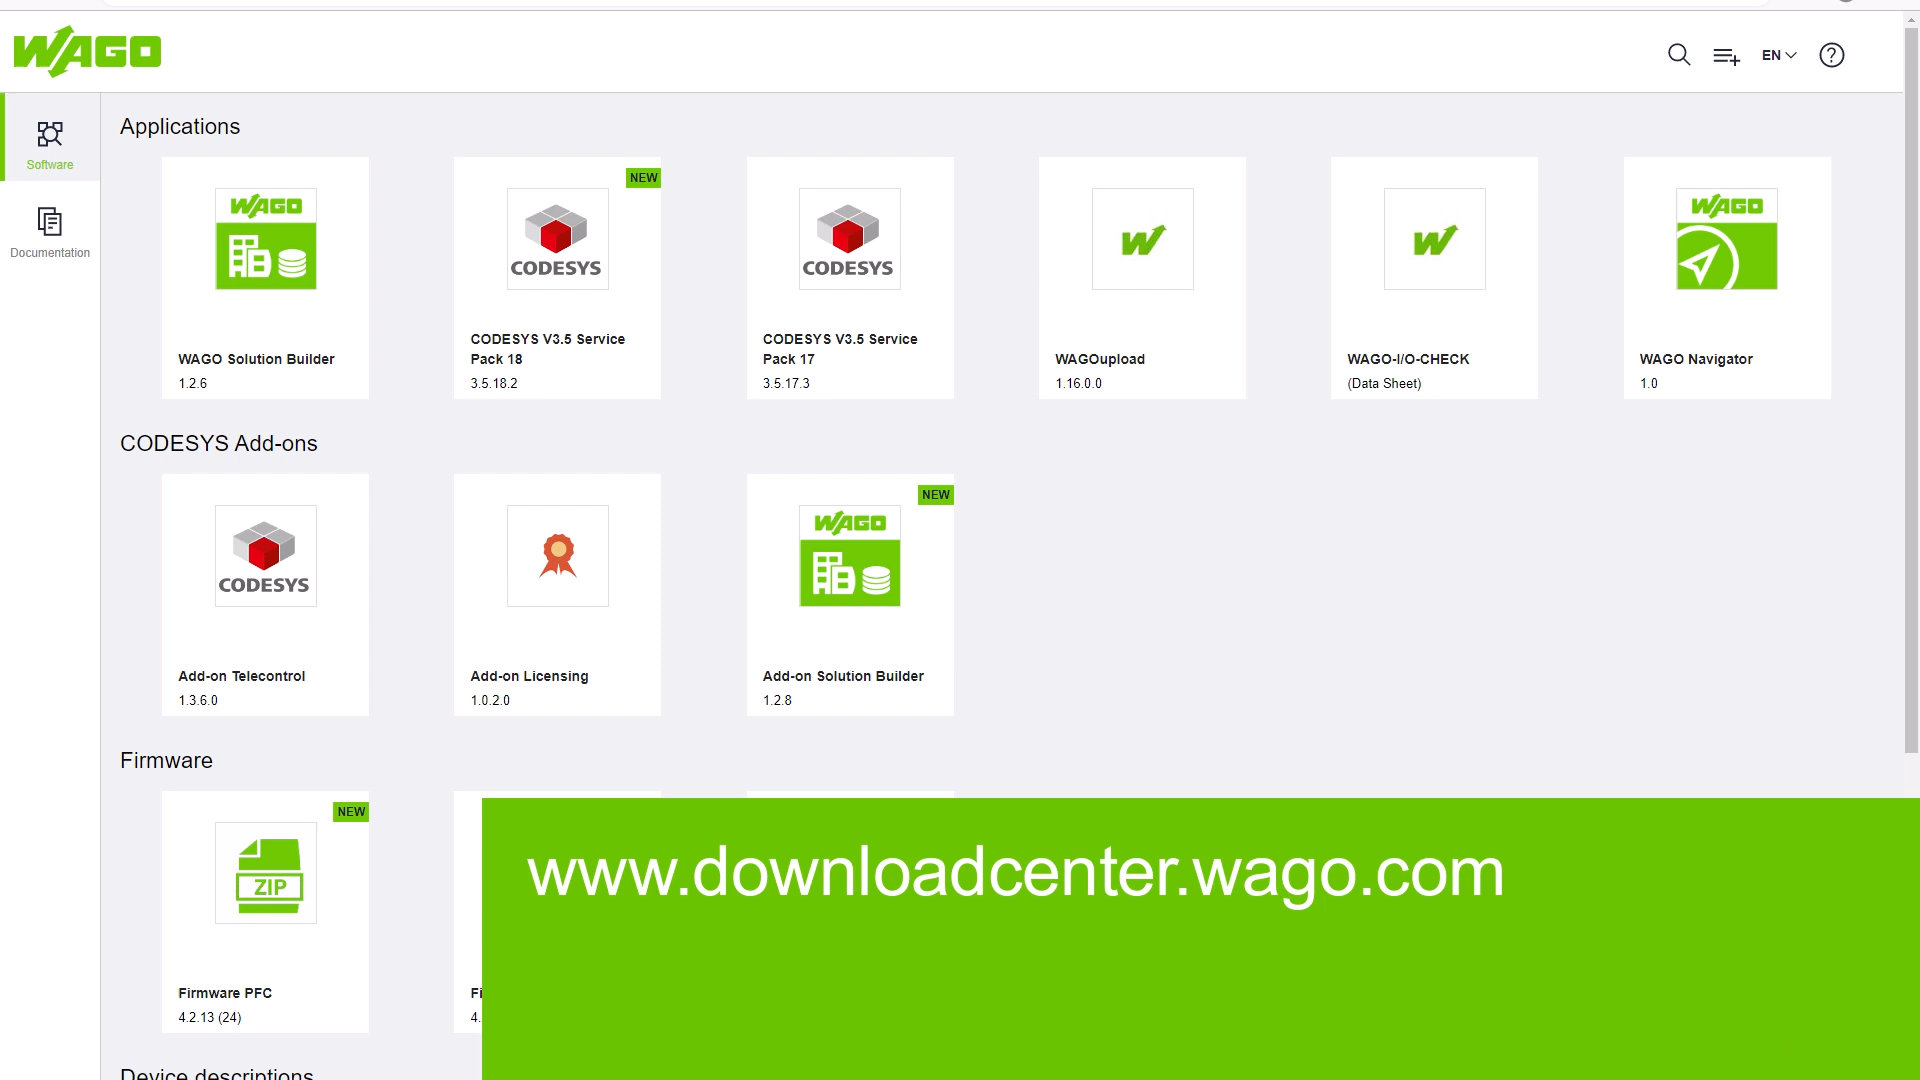 WAGO
EN
Software
Documentation
Applications
WAGO
WAGO Solution Builder
1.2.6
NEW
CODESYS
CODESYS V3.5 Service
Pack 18
3.5.18.2
CODESYS
CODESYS V3.5 Service
Pack 17
3.5.17.3
W
WAGOupload
1.16.0.0
W
WAGO-I/O-CHECK
(Data Sheet)
WAGO
WAGO Navigator
1.0
CODESYS Add-ons
CODESYS
Add-on Telecontrol
1.3.6.0
Add-on Licensing
1.0.2.0
NEW
WAGO
Add-on Solution Builder
1.2.8
Firmware
NEW
ZIP
Firmware PFC
4.2.13 (24)
Fi
4.
www.downloadcenter.wago.com
Device descriptions